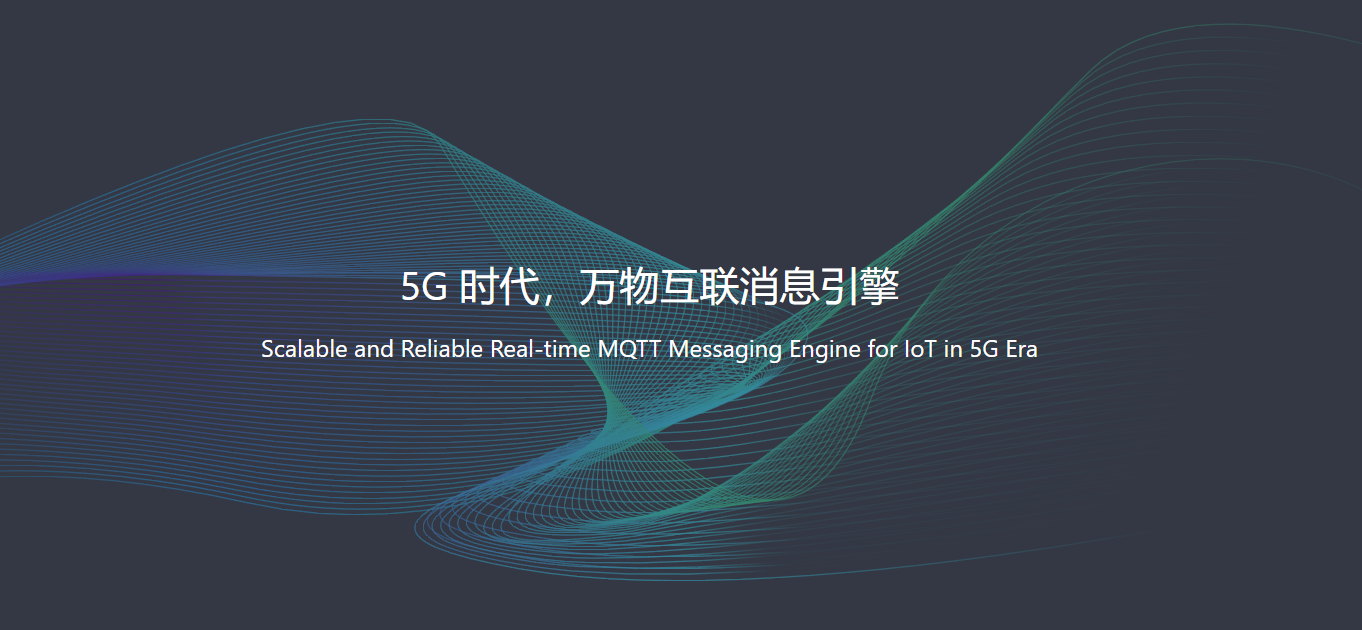 5G 时代，万物互联消息引擎
Scalable and Reliable Real-time MQTT Messaging Engine for IoT in 5G Era